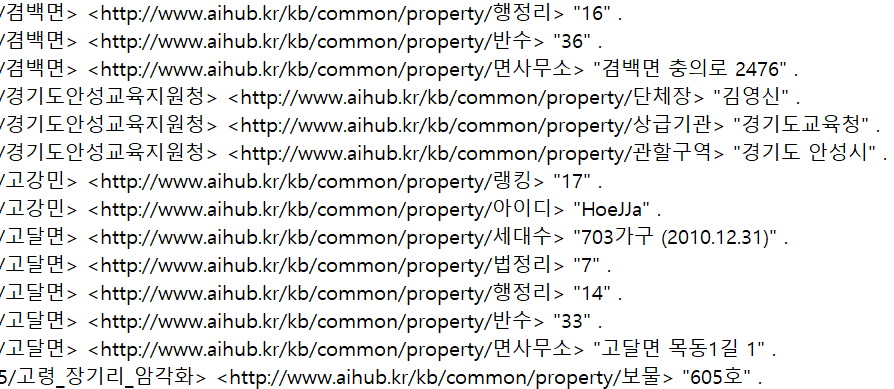 /겸백면> <http://www.aihub.kr/kb/common/property/행정리> "16" .
/겸백면> <http://www.aihub.kr/kb/common/property/반수> "36" .
/겸백면> <http://www.aihub.kr/kb/common/property/면사무소> "겸백면 충의로 2476" .
/경기도안성교육지원청> <http://www.aihub.kr/kb/common/property/단체장> "김영신" .
/경기도안성교육지원청> <http://www.aihub.kr/kb/common/property/상급기관> "경기도교육청" .
/경기도안성교육지원청> <http://www.aihub.kr/kb/common/property/관할구역> "경기도 안성시" .
/고강민> <http://www.aihub.kr/kb/common/property/랭킹> "17" .
/고강민> <http://www.aihub.kr/kb/common/property/아이디> "HoeJJa" .
/고달면> <http://www.aihub.kr/kb/common/property/세대수> "703가구 (2010.12.31)" .
/고달면> <http://www.aihub.kr/kb/common/property/법정리> "7" .
/고달면> <http://www.aihub.kr/kb/common/property/행정리> "14" .
/고달면> <http://www.aihub.kr/kb/common/property/반수> "33" .
/고달면> <http://www.aihub.kr/kb/common/property/면사무소> "고달면 목동1길 1" .
5/고령_장기리_암각화> <http://www.aihub.kr/kb/common/property/보물> "605호" .